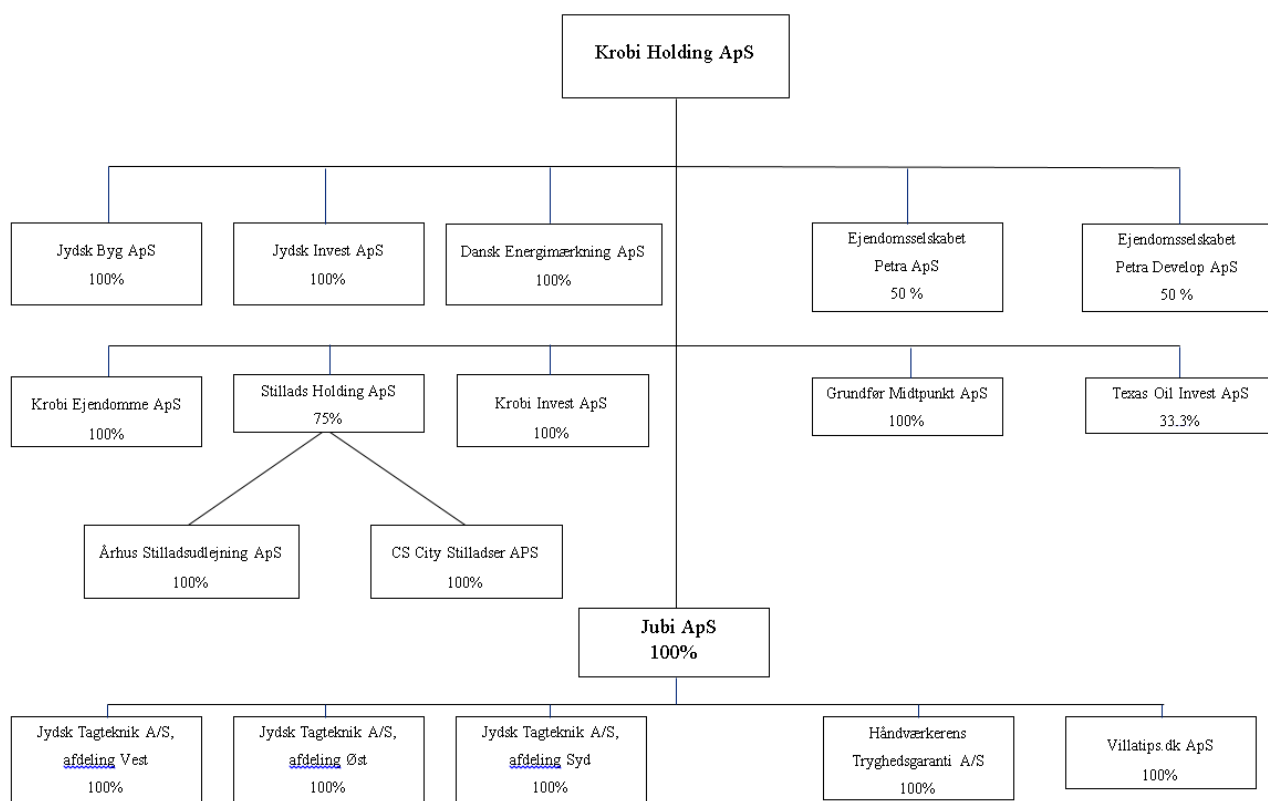 Krobi Holding ApS
Jydsk Byg ApS
100%
Jydsk Invest ApS
100%
Dansk Energimærkning ApS
100%
Ejendomsselskabet
Petra ApS
50 %
Ejendomsselskabet
Petra Develop ApS
50 %
Krobi Ejendomme ApS
100%
Stillads Holding ApS
75%
Krobi Invest ApS
100%
Grundfør Midtpunkt ApS
100%
Texas Oil Invest ApS
33.3%
Århus Stilladsudlejning ApS
100%
CS City Stilladser APS
100%
Jubi ApS
100%
Jydsk Tagteknik A/S,
afdeling Vest
100%
Jydsk Tagteknik A/S,
afdeling Øst
100%
Jydsk Tagteknik A/S,
afdeling Syd
100%
Håndværkerens
Tryghedsgaranti A/S
100%
Villatips.dk ApS
100%